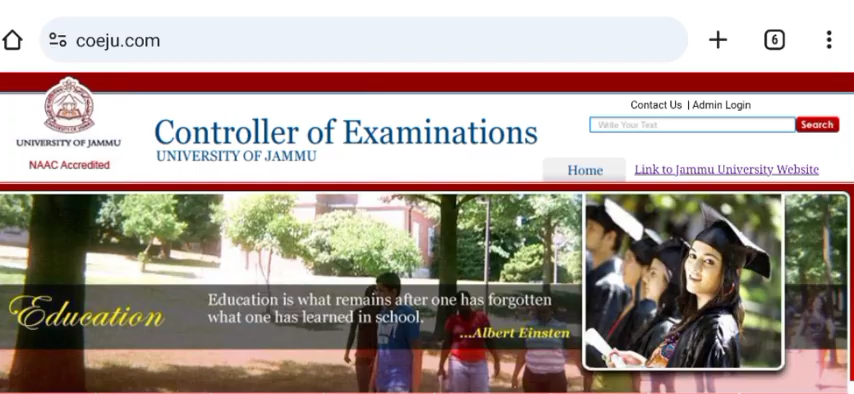 coeju.com
6
Contact Us | Admin Login
Write Your Text
Search
UNIVERSITY OF JAMMU
NAAC Accredited
Controller of Examinations
UNIVERSITY OF JAMMU
Home
Link to Jammu University Website
Education
Education is what remains after one has forgotten
what one has learned in school.
...Albert Einsten